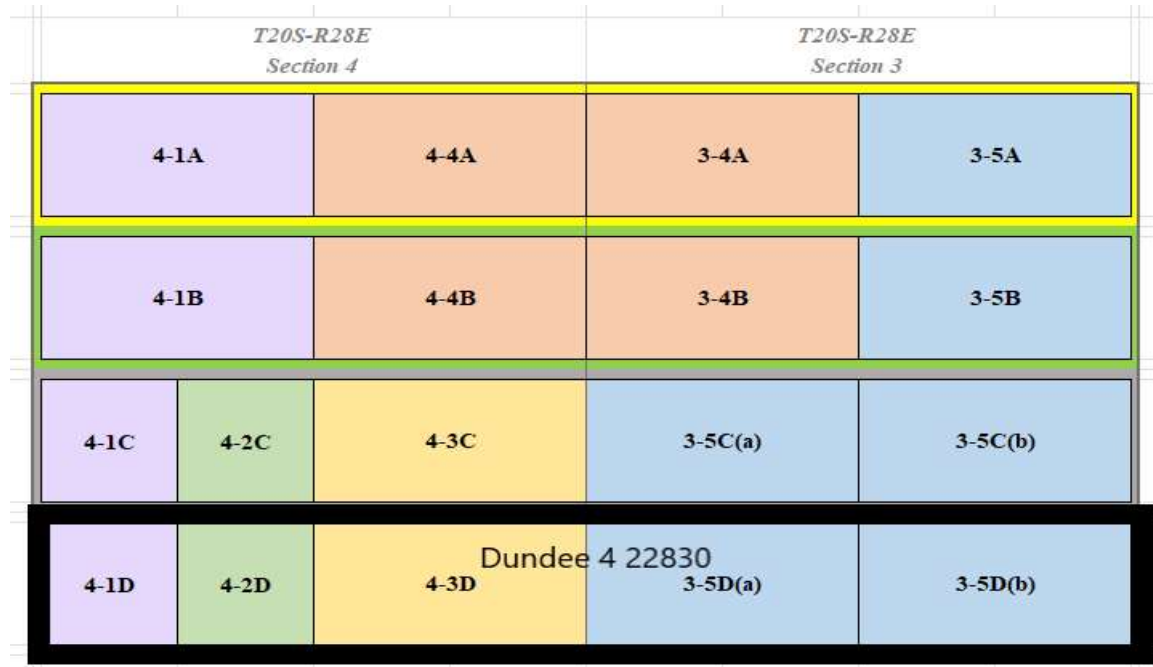 T20S-R28E T20S-R28E
Section 4 Section 3
4-1A 4-4A 3-4A 3-5A
4-1B 4-4B 3-4B 3-5B
4-1C 4-2C 4-3C 3-5C(a) 3-5C(b)
Dundee 4 22830
4-1D 4-2D 4-3D 3-5D(a) 3-5D(b)